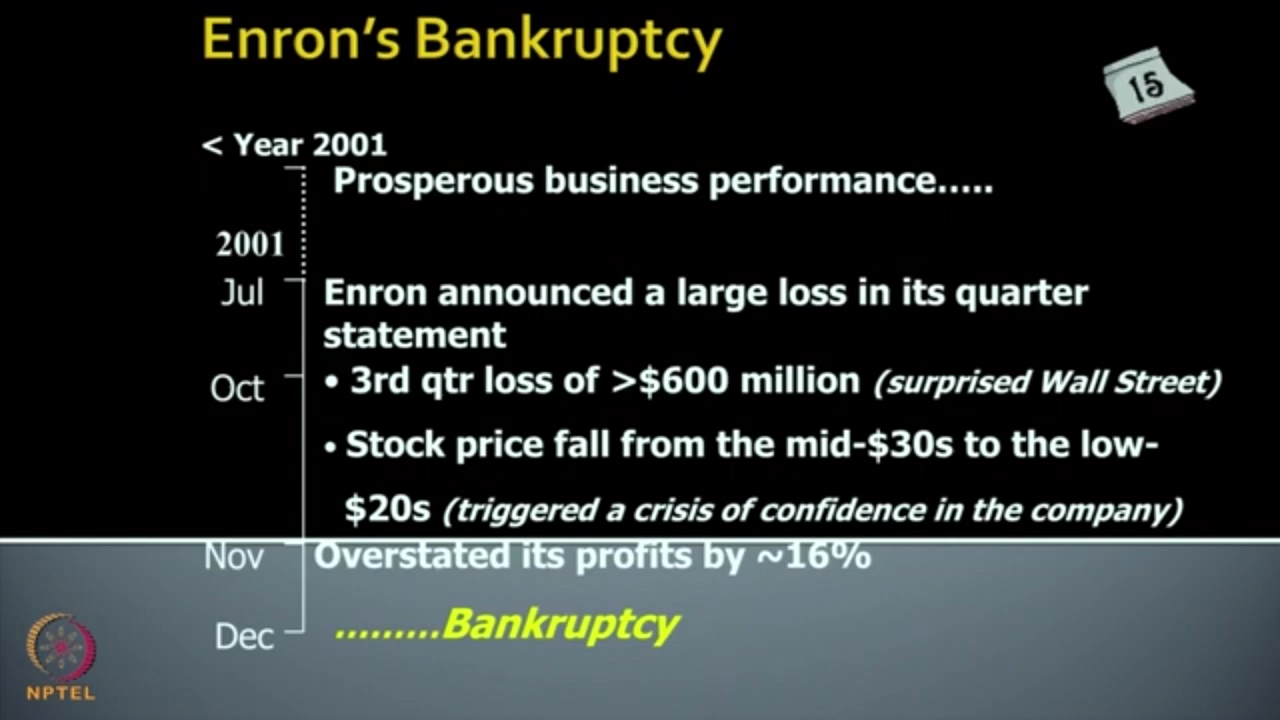 Enron's Bankruptcy
15
< Year 2001
Prosperous business performance.....
2001
Jul
Enron announced a large loss in its quarter
statement
Oct
• 3rd qtr loss of >$600 million (surprised Wall Street)
• Stock price fall from the mid-$30s to the low-
$20s (triggered a crisis of confidence in the company)
Nov
Overstated its profits by ~16%
Dec
.........Bankruptcy
NPTEL